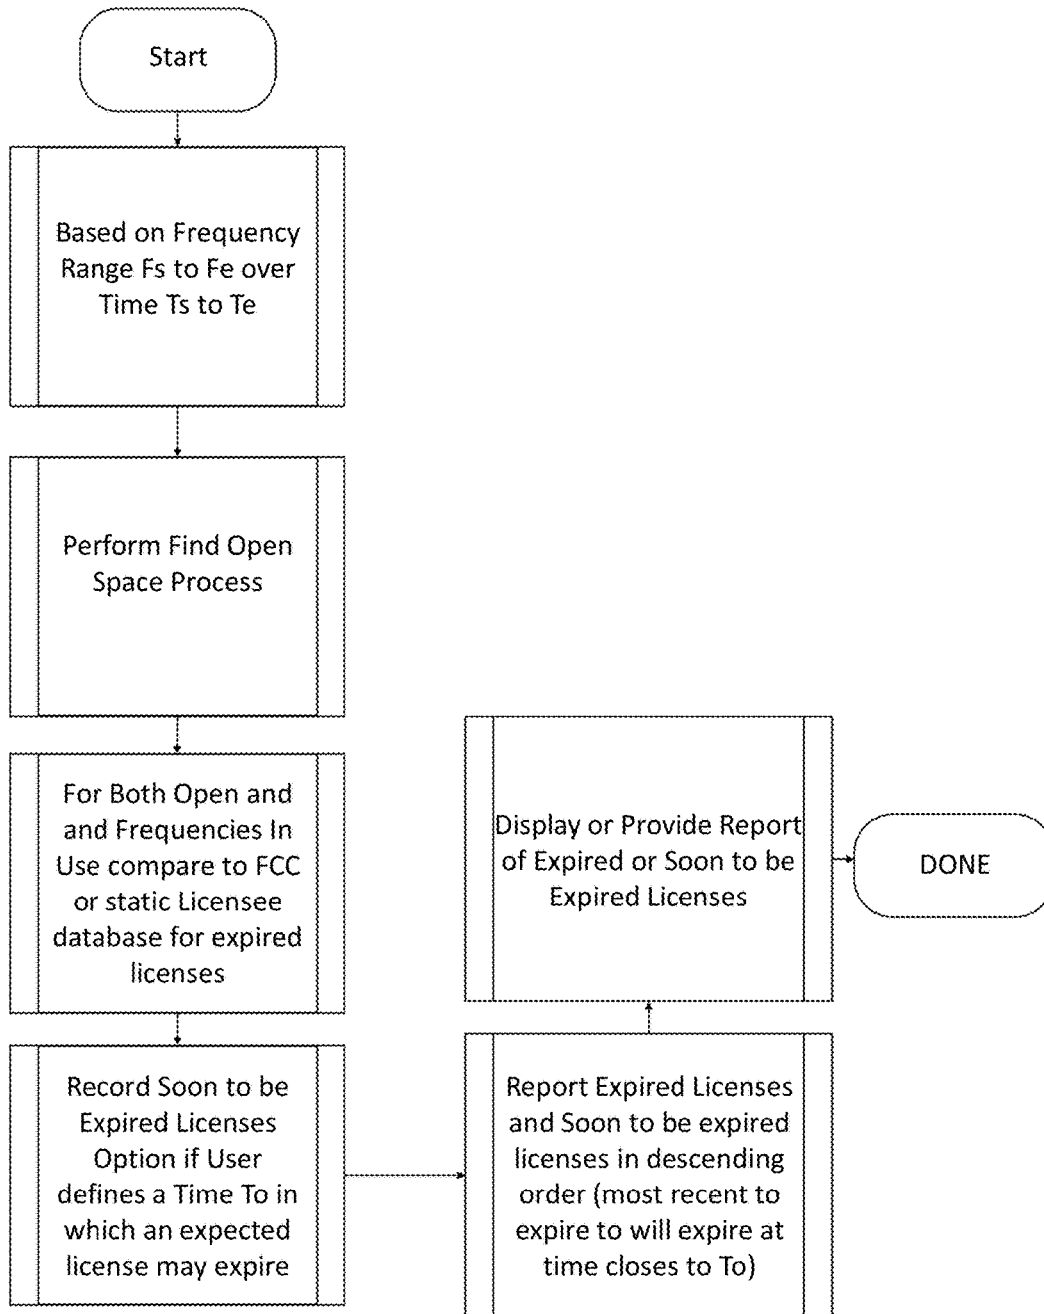 Start
Based on Frequency
Range Fs to Fe over
Time Ts to Te
Perform Find Open
Space Process
For Both Open and
and Frequencies In
Use compare to FCC
or static Licensee
database for expired
licenses
Record Soon to be
Expired Licenses
Option if User
defines a Time To in
which an expected
license may expire
Report Expired Licenses
and Soon to be expired
licenses in descending
order (most recent to
expire to will expire at
time closes to To)
Display or Provide Report
of Expired or Soon to be
Expired Licenses
DONE